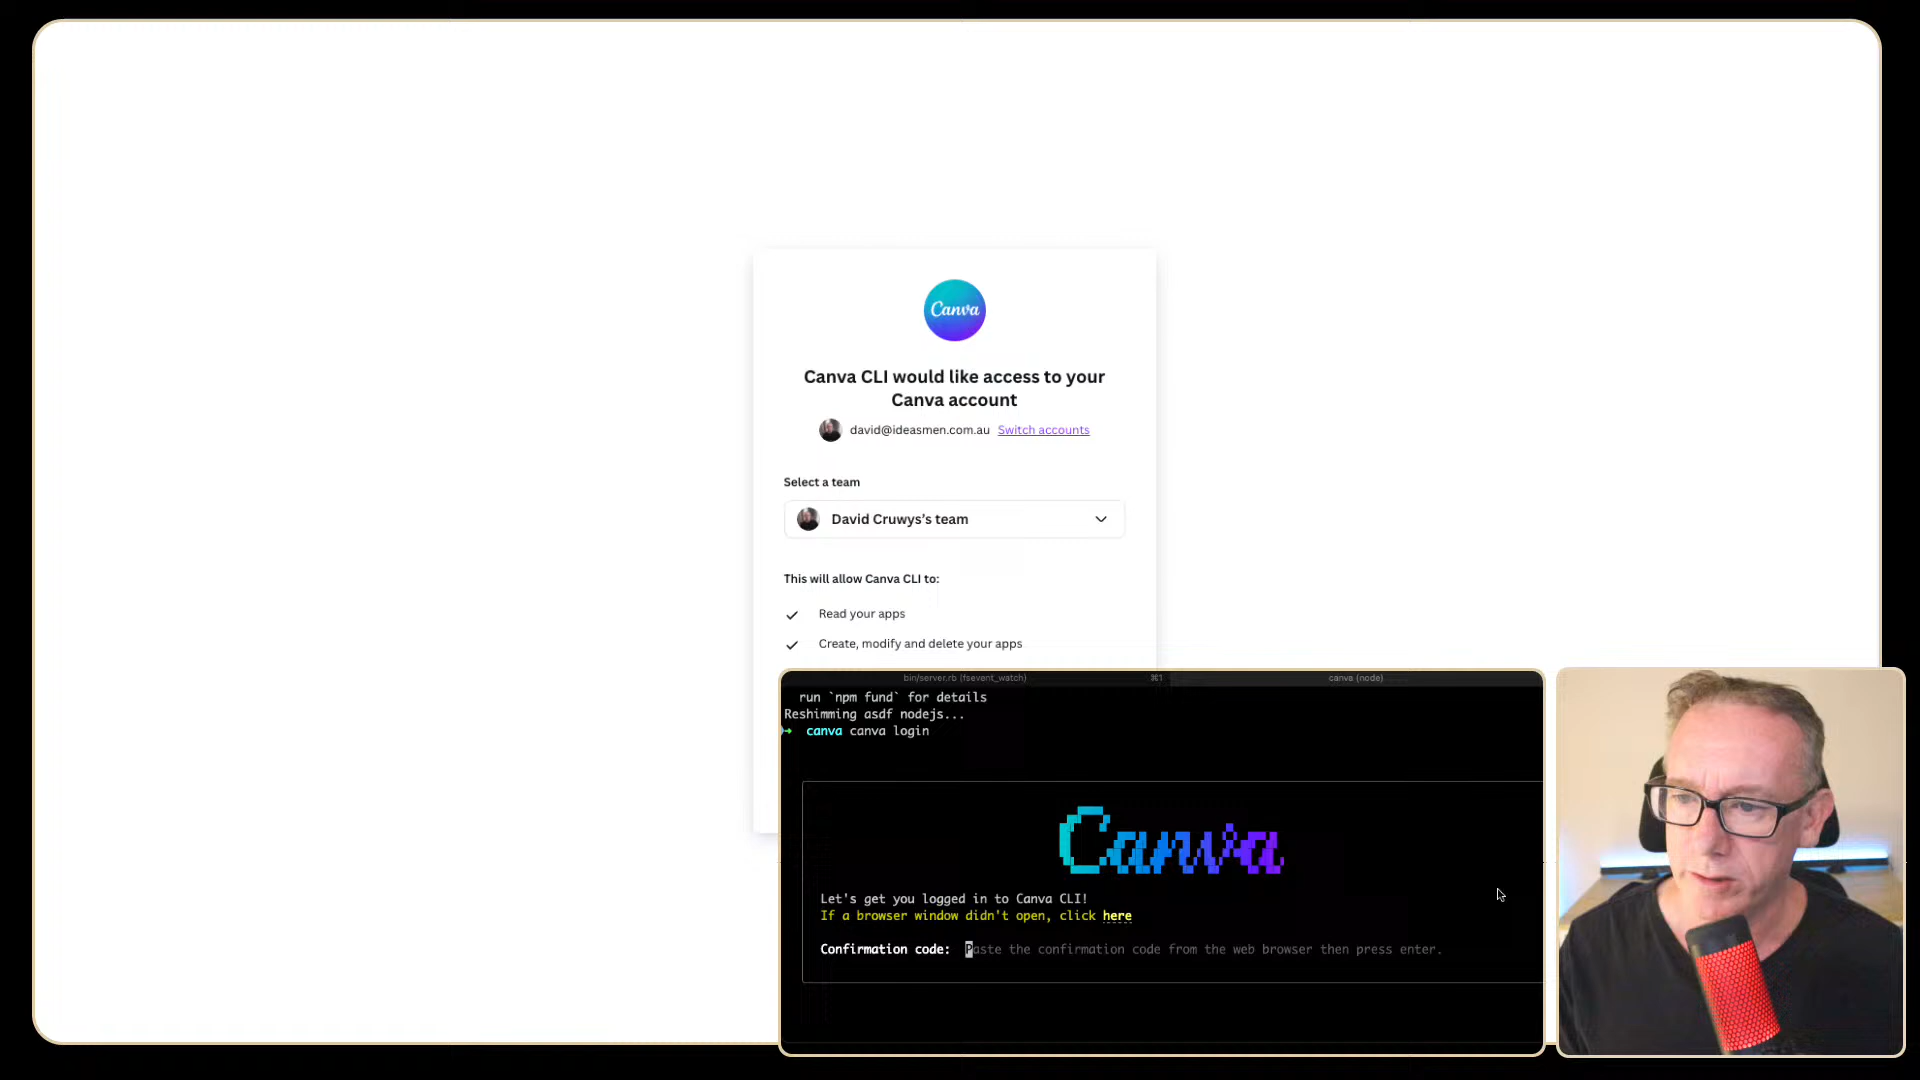 Canva
Canva CLI would like access to your
Canva account
david@ideasmen.com.au Switch accounts
Select a team
David Cruwys's team
This will allow Canva CLI to:
Read your apps
Create, modify and delete your apps
bin/server.rb (fsevent_watch) ⌘1 canva (node)
run `npm fund` for details
Reshimming asdf nodejs...
→ canva canva login
Canva
Let's get you logged in to Canva CLI!
If a browser window didn't open, click here
Confirmation code: Paste the confirmation code from the web browser then press enter.